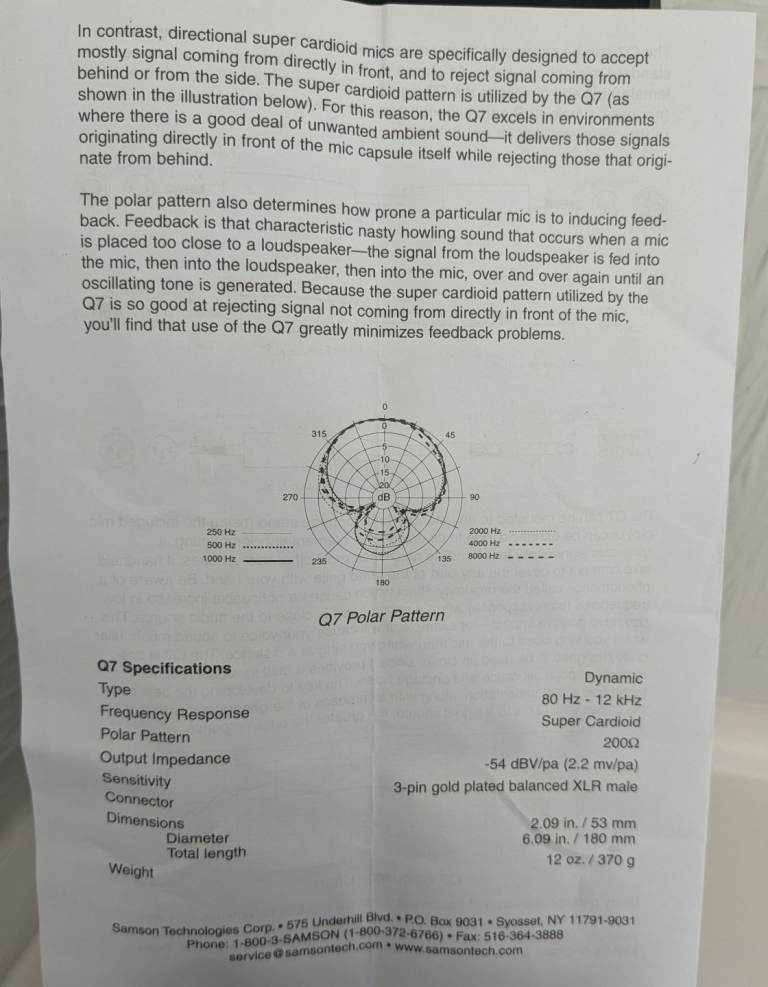 In contrast, directional super cardioid mics are specifically designed to accept
mostly signal coming from directly in front, and to reject signal coming from
behind or from the side. The super cardioid pattern is utilized by the Q7 (as
shown in the illustration below). For this reason, the Q7 excels in environments
where there is a good deal of unwanted ambient sound—it delivers those signals
originating directly in front of the mic capsule itself while rejecting those that origi-
nate from behind.
The polar pattern also determines how prone a particular mic is to inducing feed-
back. Feedback is that characteristic nasty howling sound that occurs when a mic
is placed too close to a loudspeaker—the signal from the loudspeaker is fed into
the mic, then into the loudspeaker, then into the mic, over and over again until an
oscillating tone is generated. Because the super cardioid pattern utilized by the
Q7 is so good at rejecting signal not coming from directly in front of the mic,
you'll find that use of the Q7 greatly minimizes feedback problems.
0
315 0 45
5
10
15
20
270 dB 90
250 Hz 2000 Hz
500 Hz 4000 Hz
1000 Hz 235 135 8000 Hz
180
Q7 Polar Pattern
Q7 Specifications
Type Dynamic
Frequency Response 80 Hz - 12 kHz
Polar Pattern Super Cardioid
Output Impedance 200Ω
Sensitivity -54 dBV/pa (2.2 mv/pa)
Connector 3-pin gold plated balanced XLR male
Dimensions
Diameter 2.09 in. / 53 mm
Total length 6.09 in. / 180 mm
Weight 12 oz. / 370 g
Samson Technologies Corp. • 575 Underhill Blvd. • P.O. Box 9031 • Syosset, NY 11791-9031
Phone: 1-800-3-SAMSON (1-800-372-6766) • Fax: 516-364-3888
service@samsontech.com • www.samsontech.com